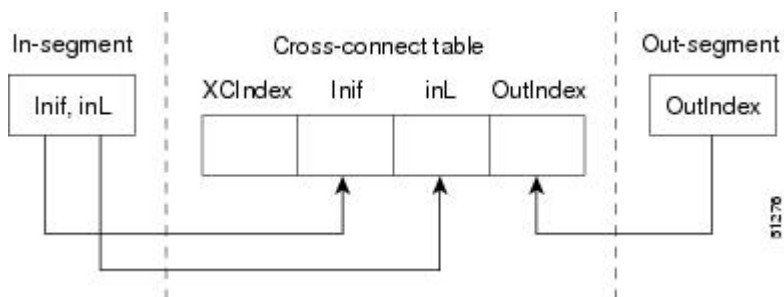 In-segment
Cross-connect table
Out-segment
XCIndex Inif inL OutIndex
Inif, inL
OutIndex
51276